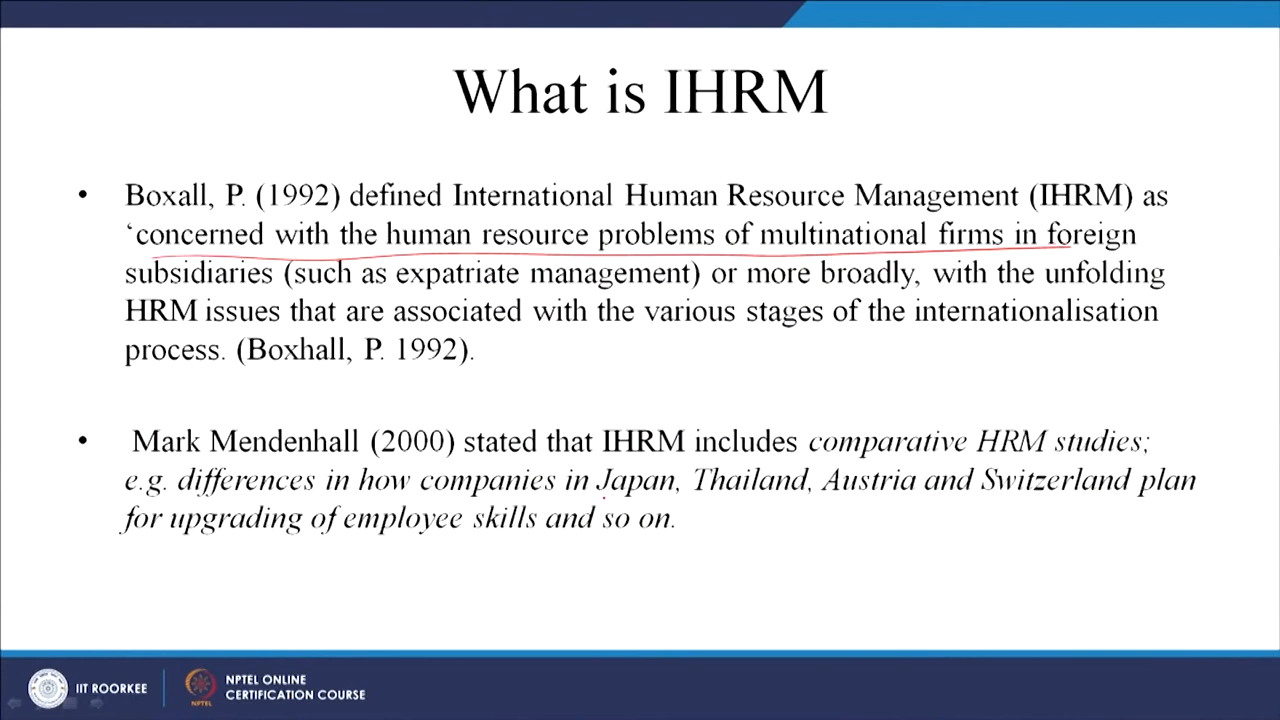 What is IHRM
• Boxall, P. (1992) defined International Human Resource Management (IHRM) as
‘concerned with the human resource problems of multinational firms in foreign
subsidiaries (such as expatriate management) or more broadly, with the unfolding
HRM issues that are associated with the various stages of the internationalisation
process. (Boxhall, P. 1992).
• Mark Mendenhall (2000) stated that IHRM includes comparative HRM studies;
e.g. differences in how companies in Japan, Thailand, Austria and Switzerland plan
for upgrading of employee skills and so on.
IIT ROORKEE
NPTEL
NPTEL ONLINE
CERTIFICATION COURSE